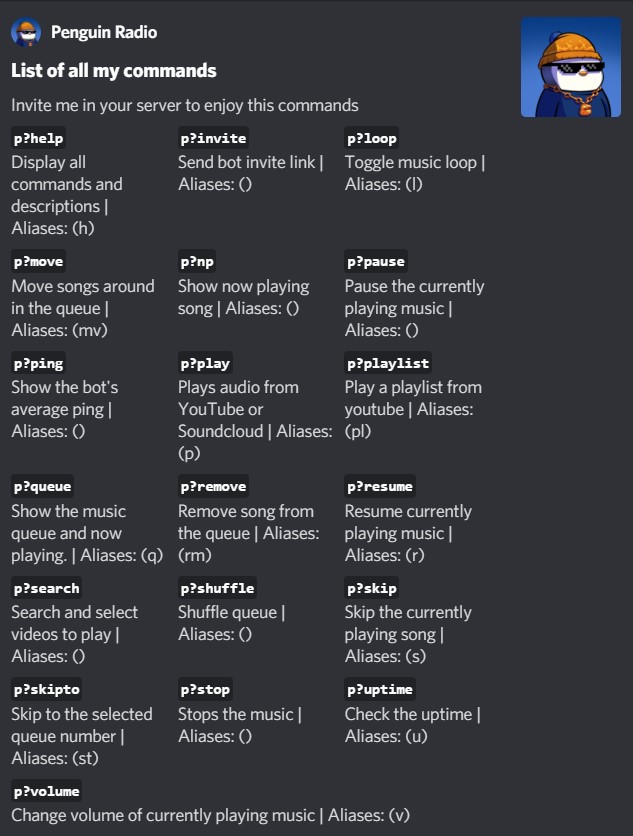 Penguin Radio
List of all my commands
Invite me in your server to enjoy this commands
p?help
Display all
commands and
descriptions |
Aliases: (h)
p?invite
Send bot invite link |
Aliases: ()
p?loop
Toggle music loop |
Aliases: (l)
p?move
Move songs around
in the queue |
Aliases: (mv)
p?np
Show now playing
song | Aliases: ()
p?pause
Pause the currently
playing music |
Aliases: ()
p?ping
Show the bot's
average ping |
Aliases: ()
p?play
Plays audio from
YouTube or
Soundcloud | Aliases:
(p)
p?playlist
Play a playlist from
youtube | Aliases:
(pl)
p?queue
Show the music
queue and now
playing. | Aliases: (q)
p?remove
Remove song from
the queue | Aliases:
(rm)
p?resume
Resume currently
playing music |
Aliases: (r)
p?search
Search and select
videos to play |
Aliases: ()
p?shuffle
Shuffle queue |
Aliases: ()
p?skip
Skip the currently
playing song |
Aliases: (s)
p?skipto
Skip to the selected
queue number |
Aliases: (st)
p?stop
Stops the music |
Aliases: ()
p?uptime
Check the uptime |
Aliases: (u)
p?volume
Change volume of currently playing music | Aliases: (v)